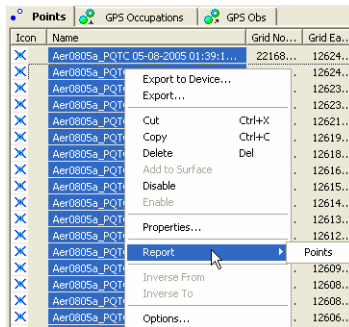 Points GPS Occupations GPS Obs
Icon Name Grid No... Grid Ea...
Aer0805a_PQTC 05-08-2005 01:39:1... 22168... 12624...
Aer0805a_PQT 12624...
Aer0805a_PQT Export to Device... 12623...
Aer0805a_PQT Export... 12623...
Aer0805a_PQT Cut Ctrl+X 12621...
Aer0805a_PQT Copy Ctrl+C 12619...
Aer0805a_PQT Delete Del 12618...
Aer0805a_PQT Add to Surface 12616...
Aer0805a_PQT Disable 12615...
Aer0805a_PQT Enable 12614...
Aer0805a_PQT 12613...
Aer0805a_PQT Properties... 12612...
Aer0805a_PQT Report Points
Aer0805a_PQT 12609...
Aer0805a_PQT Inverse From 12608...
Aer0805a_PQT Inverse To 12608...
Aer0805a_PQT 12608...
Aer0805a_PQT Options... 12606...